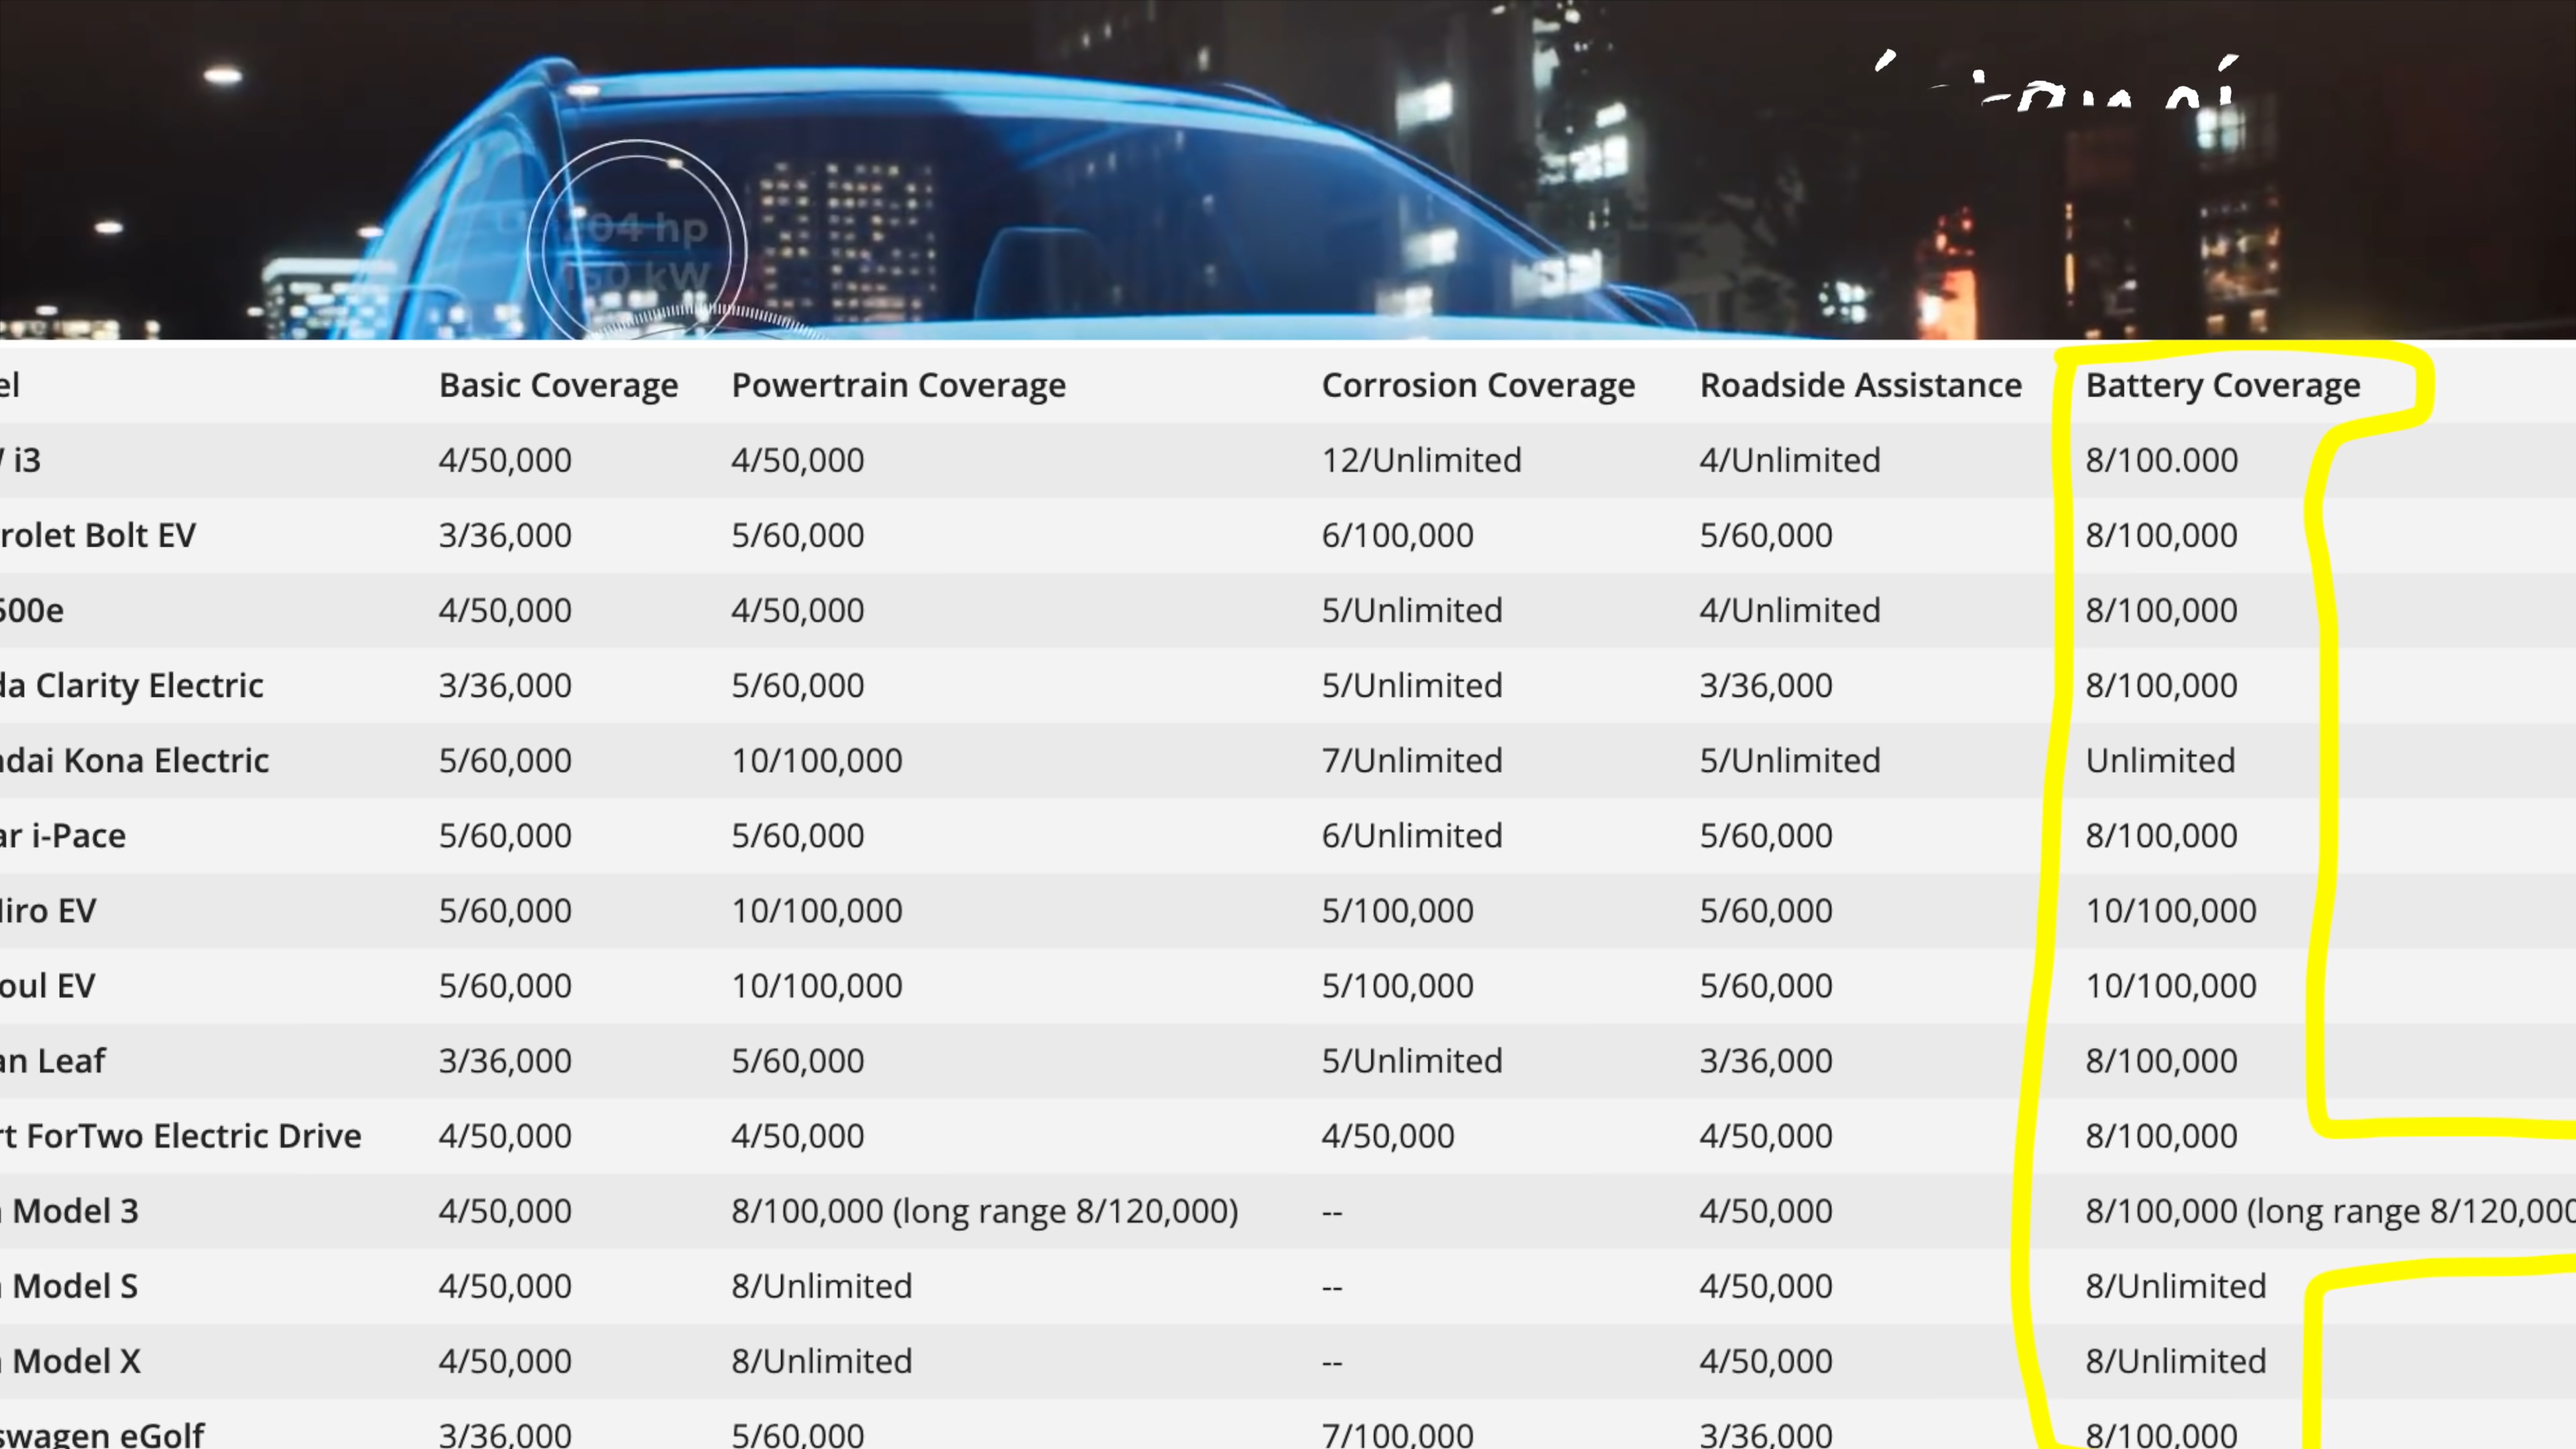 204 hp
150 kW
el Basic Coverage Powertrain Coverage Corrosion Coverage Roadside Assistance Battery Coverage
i3 4/50,000 4/50,000 12/Unlimited 4/Unlimited 8/100.000
rolet Bolt EV 3/36,000 5/60,000 6/100,000 5/60,000 8/100,000
500e 4/50,000 4/50,000 5/Unlimited 4/Unlimited 8/100,000
da Clarity Electric 3/36,000 5/60,000 5/Unlimited 3/36,000 8/100,000
ndai Kona Electric 5/60,000 10/100,000 7/Unlimited 5/Unlimited Unlimited
ar i-Pace 5/60,000 5/60,000 6/Unlimited 5/60,000 8/100,000
iro EV 5/60,000 10/100,000 5/100,000 5/60,000 10/100,000
oul EV 5/60,000 10/100,000 5/100,000 5/60,000 10/100,000
an Leaf 3/36,000 5/60,000 5/Unlimited 3/36,000 8/100,000
rt ForTwo Electric Drive 4/50,000 4/50,000 4/50,000 4/50,000 8/100,000
Model 3 4/50,000 8/100,000 (long range 8/120,000) -- 4/50,000 8/100,000 (long range 8/120,000
Model S 4/50,000 8/Unlimited -- 4/50,000 8/Unlimited
Model X 4/50,000 8/Unlimited -- 4/50,000 8/Unlimited
swagen eGolf 3/36,000 5/60,000 7/100,000 3/36,000 8/100,000